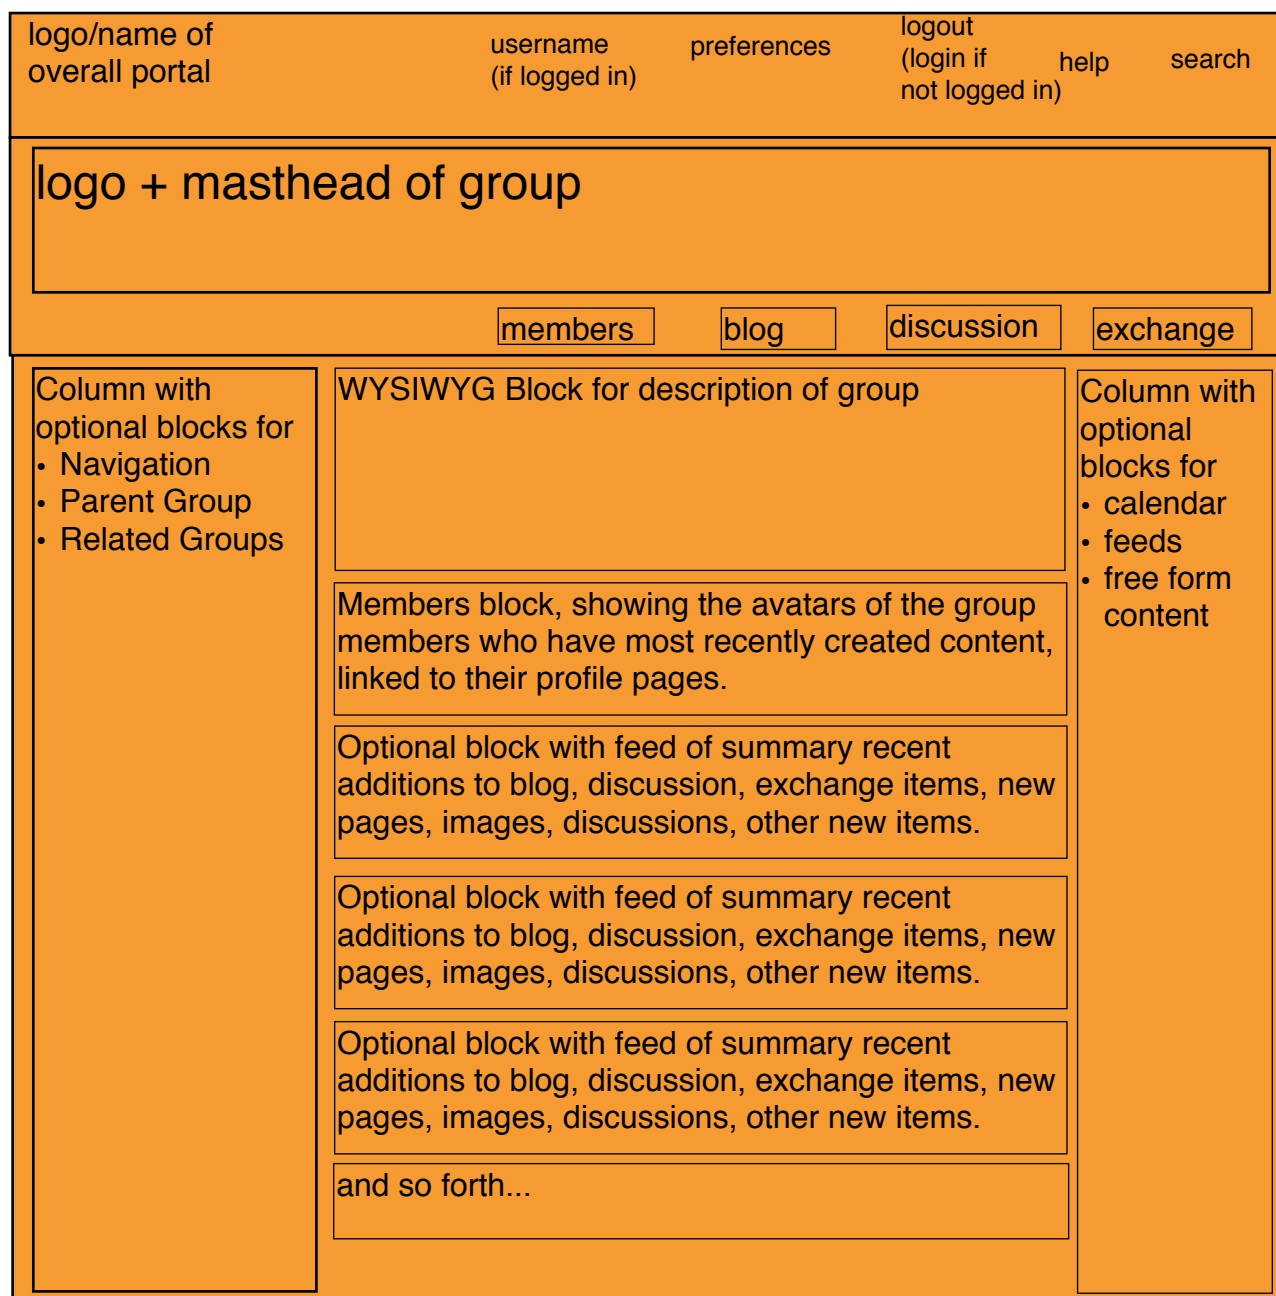 logo/name of
overall portal
username
(if logged in)
preferences
logout
(login if
not logged in)
help
search
logo + masthead of group
members
blog
discussion
exchange
Column with
optional blocks for
• Navigation
• Parent Group
• Related Groups
WYSIWYG Block for description of group
Members block, showing the avatars of the group
members who have most recently created content,
linked to their profile pages.
Optional block with feed of summary recent
additions to blog, discussion, exchange items, new
pages, images, discussions, other new items.
Optional block with feed of summary recent
additions to blog, discussion, exchange items, new
pages, images, discussions, other new items.
Optional block with feed of summary recent
additions to blog, discussion, exchange items, new
pages, images, discussions, other new items.
and so forth...
Column with
optional
blocks for
• calendar
• feeds
• free form
content